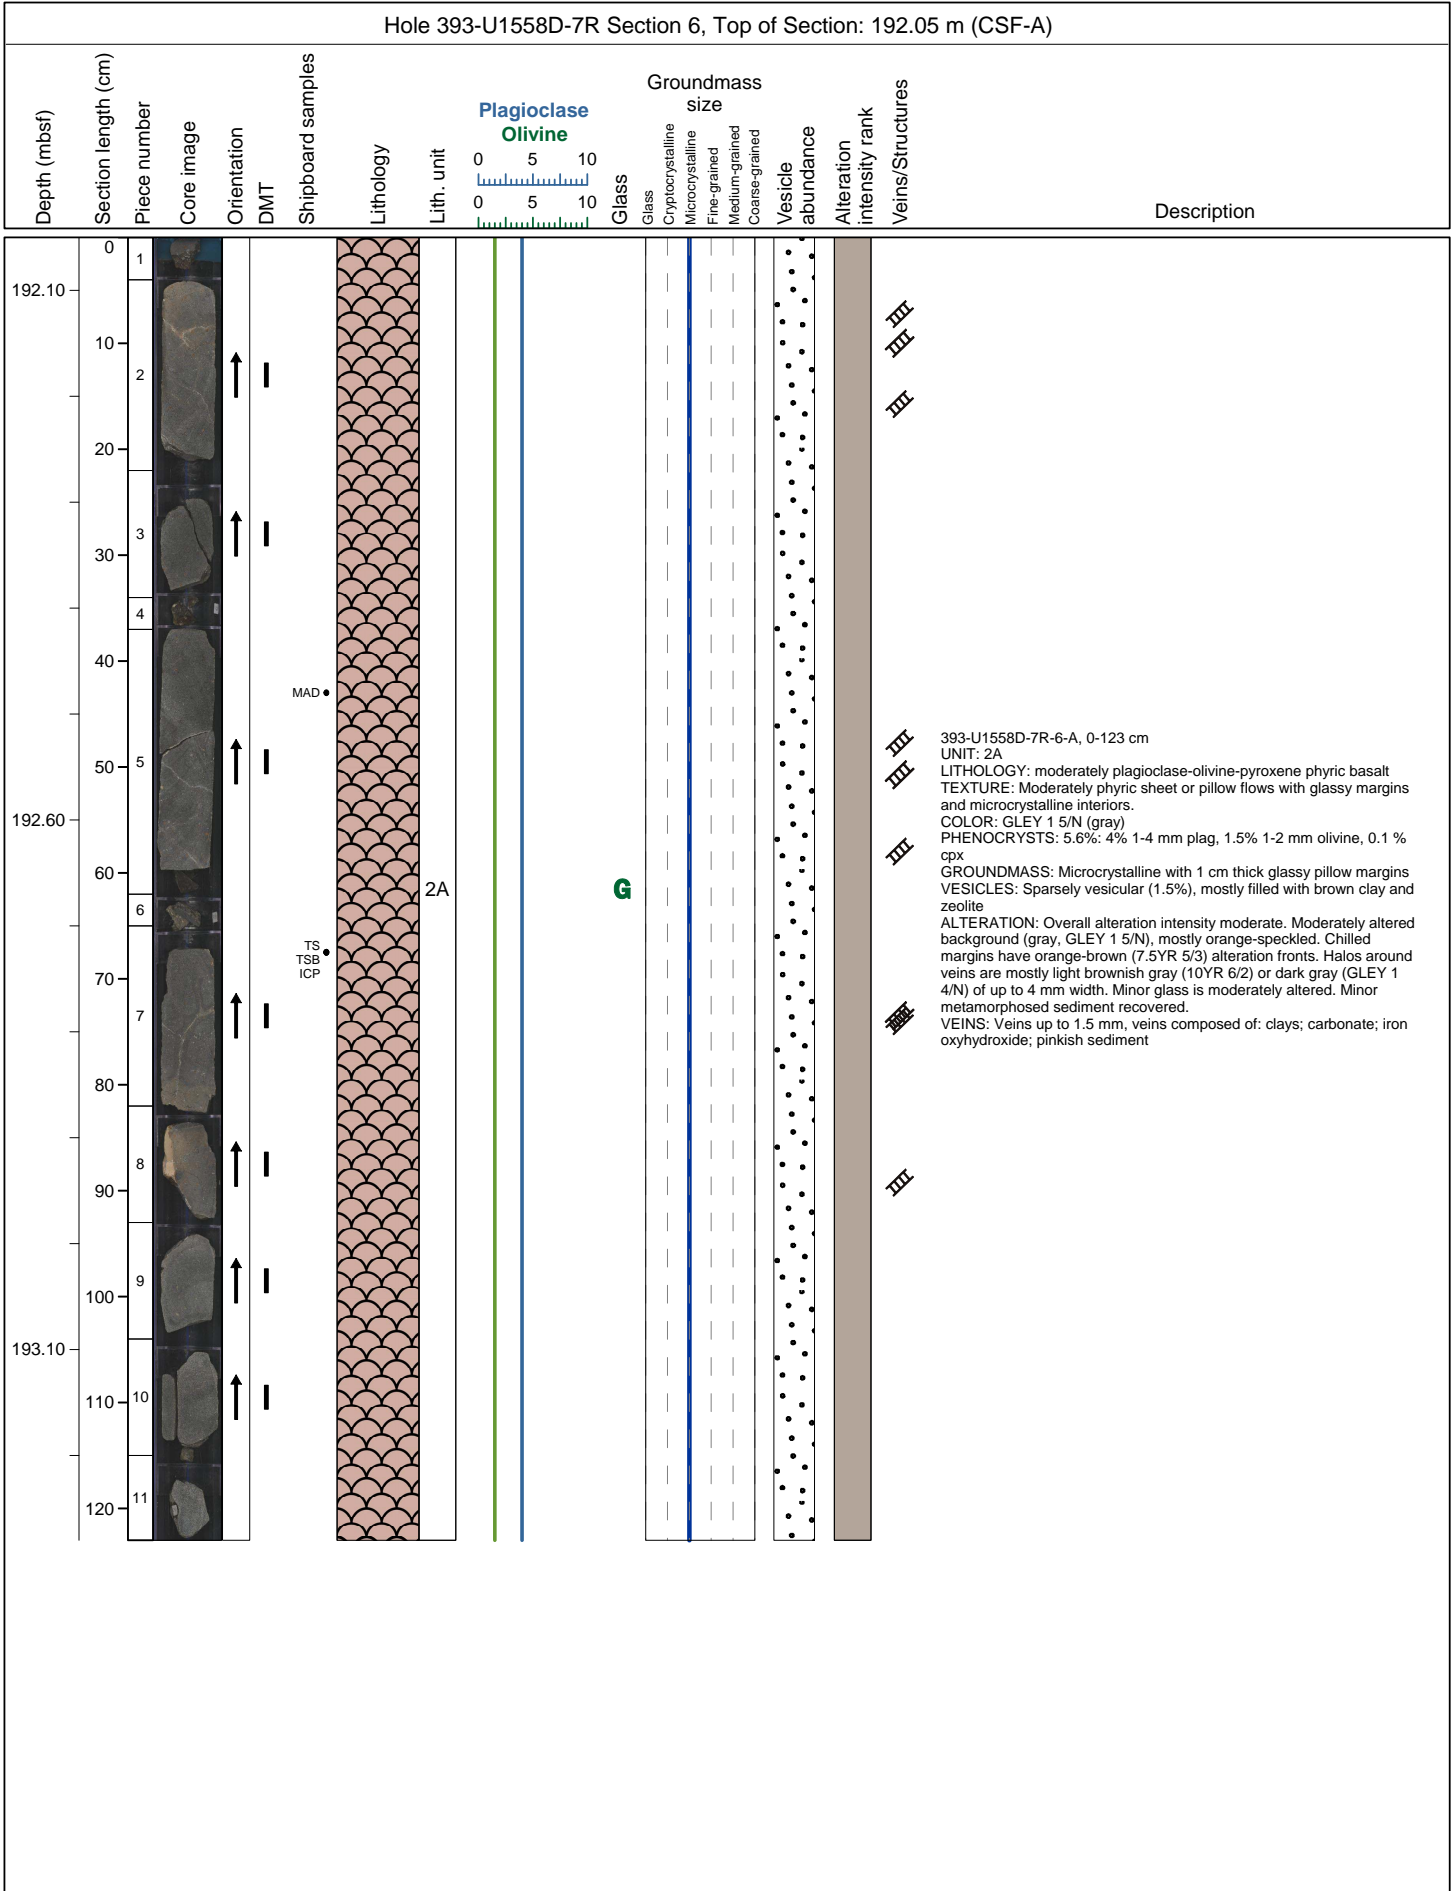 Hole 393-U1558D-7R Section 6, Top of Section: 192.05 m (CSF-A)
Depth (mbsf)
Section length (cm)
Piece number
Core image
Orientation
DMT
Shipboard samples
Lithology
Lith. unit
Plagioclase
Olivine
0 5 10
0 5 10
Glass
Groundmass
size
Glass
Cryptocrystalline
Microcrystalline
Fine-grained
Medium-grained
Coarse-grained
Vesicle
abundance
Alteration
intensity rank
Veins/Structures
Description
192.10
192.60
193.10
0
10
20
30
40
50
60
70
80
90
100
110
120
1
2
3
4
5
6
7
8
9
10
11
MAD
TS
TSB
ICP
2A
G
393-U1558D-7R-6-A, 0-123 cm
UNIT: 2A
LITHOLOGY: moderately plagioclase-olivine-pyroxene phyric basalt
TEXTURE: Moderately phyric sheet or pillow flows with glassy margins
and microcrystalline interiors.
COLOR: GLEY 1 5/N (gray)
PHENOCRYSTS: 5.6%: 4% 1-4 mm plag, 1.5% 1-2 mm olivine, 0.1 %
cpx
GROUNDMASS: Microcrystalline with 1 cm thick glassy pillow margins
VESICLES: Sparsely vesicular (1.5%), mostly filled with brown clay and
zeolite
ALTERATION: Overall alteration intensity moderate. Moderately altered
background (gray, GLEY 1 5/N), mostly orange-speckled. Chilled
margins have orange-brown (7.5YR 5/3) alteration fronts. Halos around
veins are mostly light brownish gray (10YR 6/2) or dark gray (GLEY 1
4/N) of up to 4 mm width. Minor glass is moderately altered. Minor
metamorphosed sediment recovered.
VEINS: Veins up to 1.5 mm, veins composed of: clays; carbonate; iron
oxyhydroxide; pinkish sediment